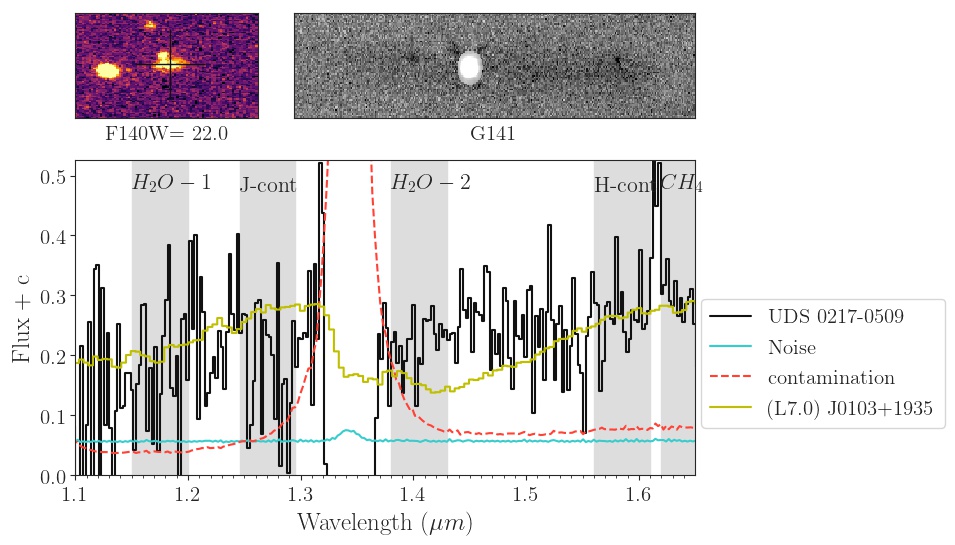 F140W= 22.0
G141
H₂O − 1
J-cont
H₂O − 2
H-cont
CH₄
0.5
0.4
0.3
0.2
0.1
0.0
Flux + c
1.1
1.2
1.3
1.4
1.5
1.6
Wavelength (μm)
UDS 0217-0509
Noise
contamination
(L7.0) J0103+1935